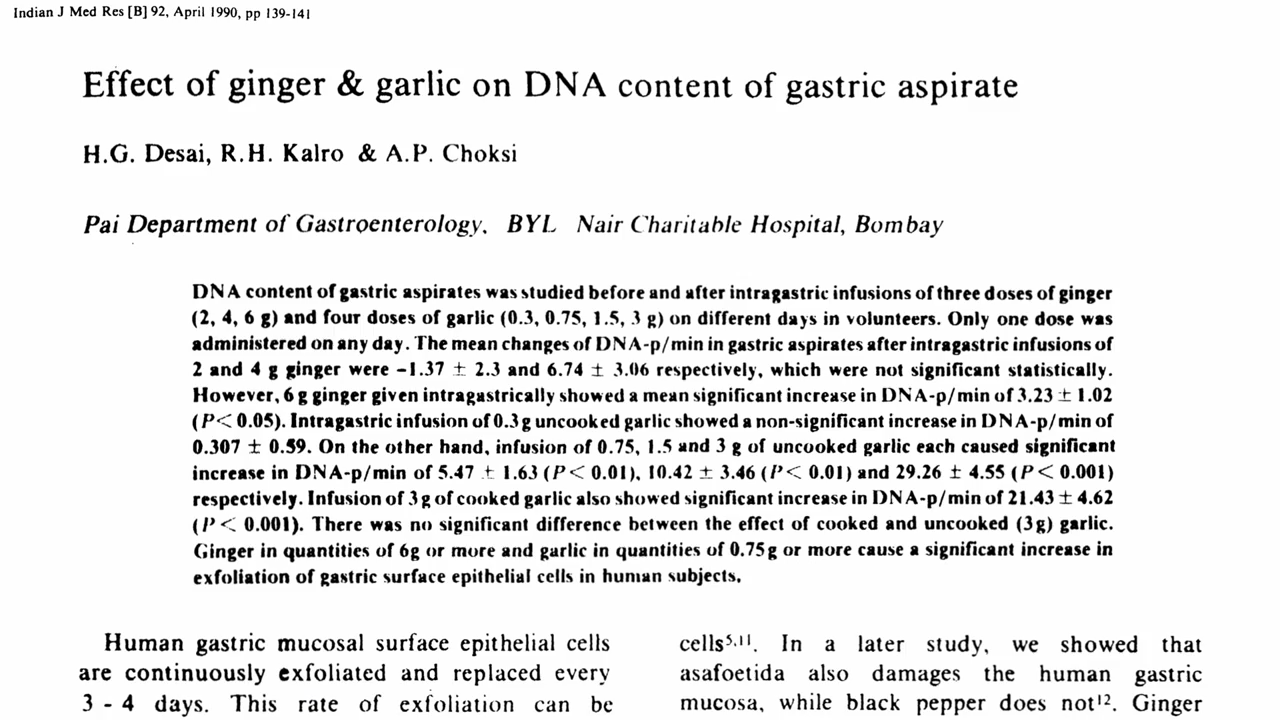 Indian J Med Res [B] 92, April 1990, pp 139-141
Effect of ginger & garlic on DNA content of gastric aspirate
H.G. Desai, R.H. Kalro & A.P. Choksi
Pai Department of Gastroenterology, BYL Nair Charitable Hospital, Bombay
DNA content of gastric aspirates was studied before and after intragastric infusions of three doses of ginger
(2, 4, 6 g) and four doses of garlic (0.3, 0.75, 1.5, 3 g) on different days in volunteers. Only one dose was
administered on any day. The mean changes of DNA-p/min in gastric aspirates after intragastric infusions of
2 and 4 g ginger were -1.37 ± 2.3 and 6.74 ± 3.06 respectively, which were not significant statistically.
However, 6 g ginger given intragastrically showed a mean significant increase in DNA-p/min of 3.23 ± 1.02
(P< 0.05). Intragastric infusion of 0.3 g uncooked garlic showed a non-significant increase in DNA-p/min of
0.307 ± 0.59. On the other hand, infusion of 0.75, 1.5 and 3 g of uncooked garlic each caused significant
increase in DNA-p/min of 5.47 ± 1.63 (P< 0.01), 10.42 ± 3.46 (P< 0.01) and 29.26 ± 4.55 (P< 0.001)
respectively. Infusion of 3 g of cooked garlic also showed significant increase in DNA-p/min of 21.43 ± 4.62
(P < 0.001). There was no significant difference between the effect of cooked and uncooked (3 g) garlic.
Ginger in quantities of 6g or more and garlic in quantities of 0.75 g or more cause a significant increase in
exfoliation of gastric surface epithelial cells in human subjects.
Human gastric mucosal surface epithelial cells
are continuously exfoliated and replaced every
3 - 4 days. This rate of exfoliation can be
cells5,11. In a later study, we showed that
asafoetida also damages the human gastric
mucosa, while black pepper does not12. Ginger